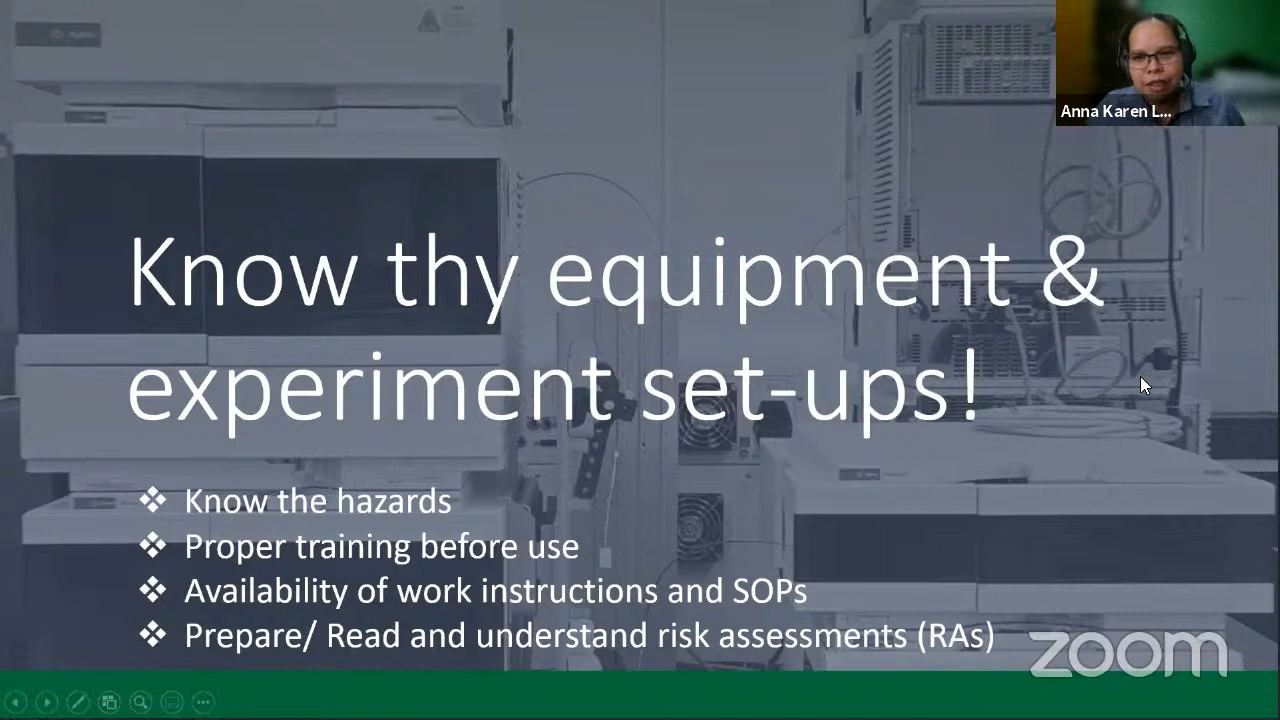 Anna Karen L...
Know thy equipment &
experiment set-ups!
❖ Know the hazards
❖ Proper training before use
❖ Availability of work instructions and SOPs
❖ Prepare/ Read and understand risk assessments (RAs)
zoom